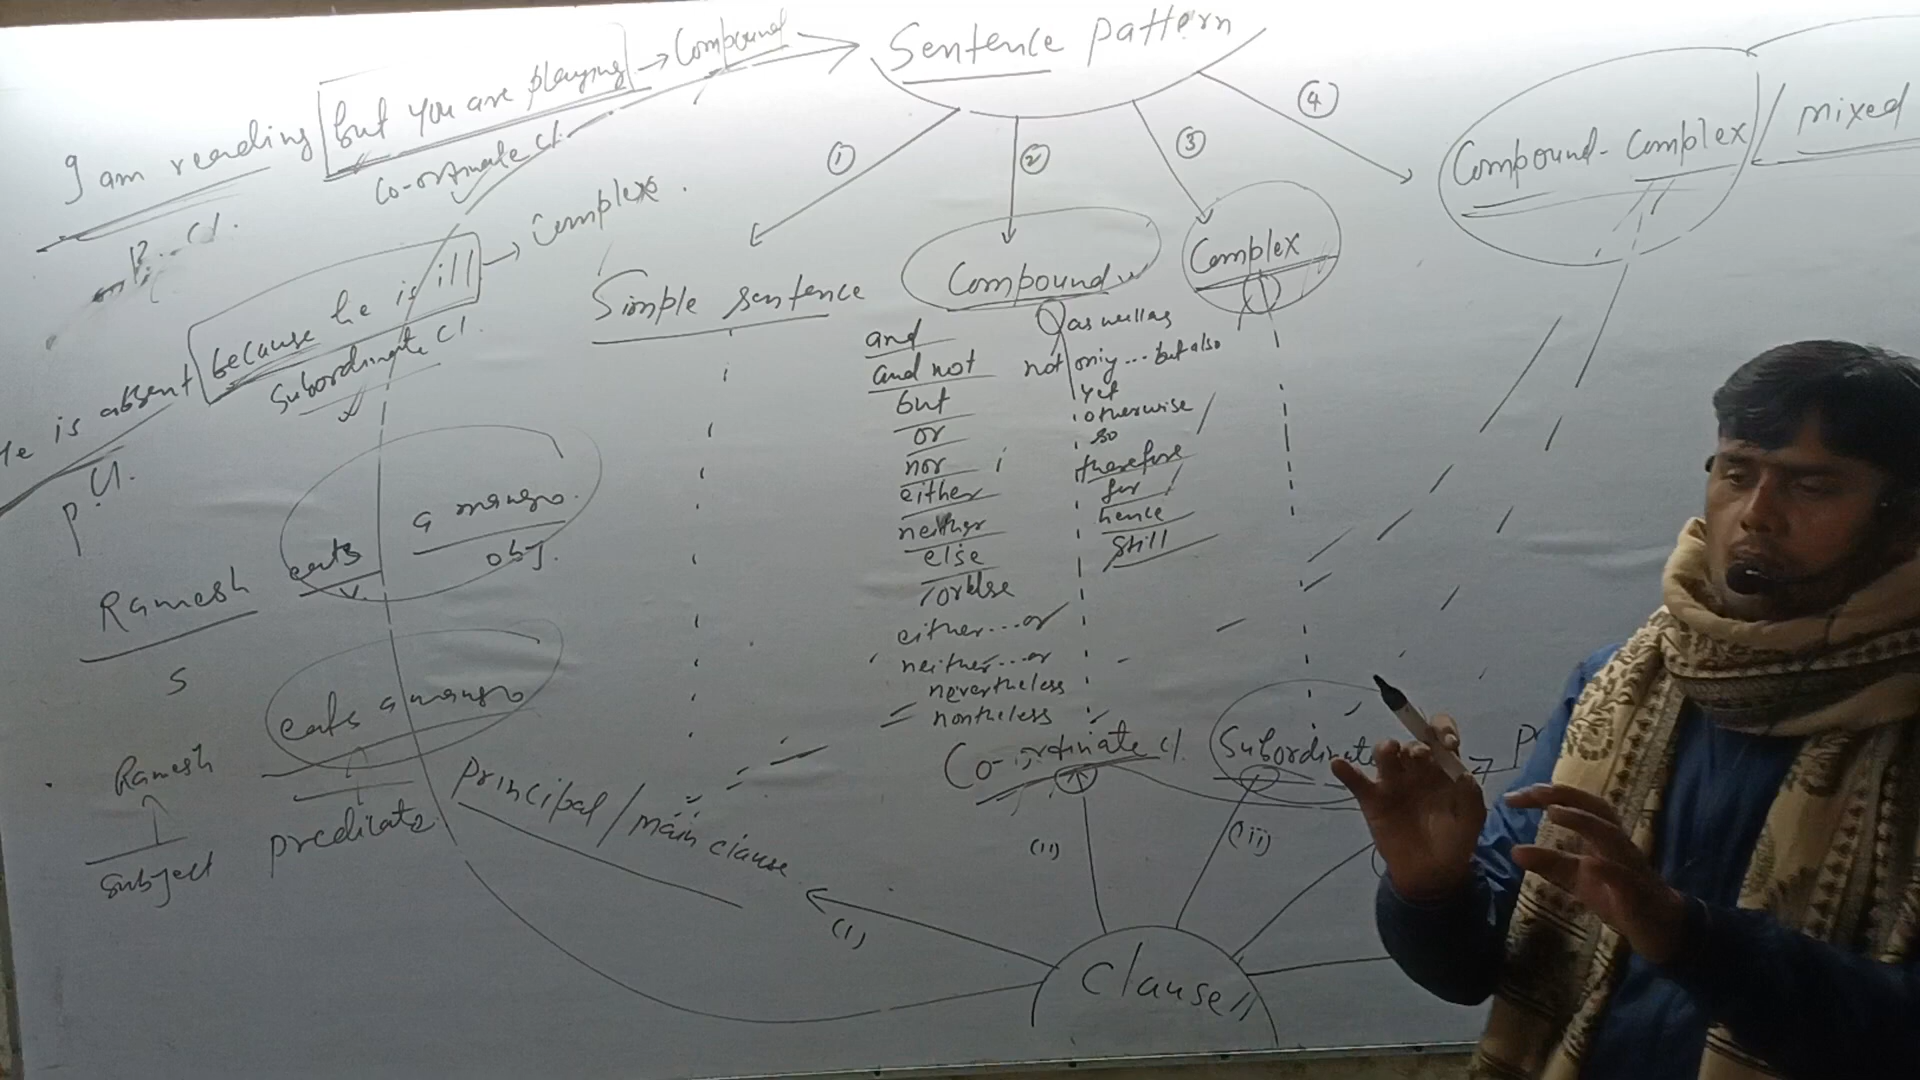 Sentence pattern
① ② ③ ④
Simple sentence
Compound
Complex
Compound-Complex / mixed
I am reading but you are playing → Compound
P. cl.
Co-ordinate cl.
He is absent because he is ill → Complex.
P. cl.
Subordinate cl.
Ramesh eats a mango.
S v. obj.
Ramesh eats a mango
Subject predicate
and
and not
but
or
nor
either
neither
else
/orelse
either...or
neither...or
nevertheless
nontheless
as well as
not only...but also
yet
otherwise
so
therefore
for
hence
Still
Principal / main clause
Co-ordinate cl.
Subordinate
(i) (ii) (iii)
Clause